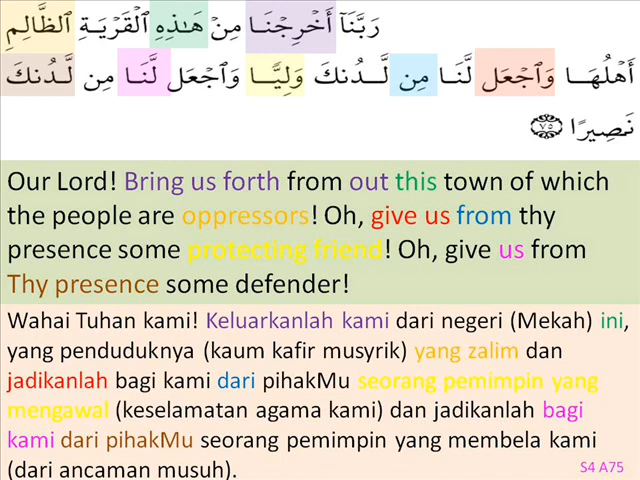 رَبَّنَآ أَخْرِجْنَا مِنْ هَـٰذِهِ ٱلْقَرْيَةِ ٱلظَّالِمِ
أَهْلُهَا وَٱجْعَل لَّنَا مِن لَّدُنكَ وَلِيًّا وَٱجْعَل لَّنَا مِن لَّدُنكَ
نَصِيرًا ٧٥
Our Lord! Bring us forth from out this town of which
the people are oppressors! Oh, give us from thy
presence some protecting friend! Oh, give us from
Thy presence some defender!
Wahai Tuhan kami! Keluarkanlah kami dari negeri (Mekah) ini,
yang penduduknya (kaum kafir musyrik) yang zalim dan
jadikanlah bagi kami dari pihakMu seorang pemimpin yang
mengawal (keselamatan agama kami) dan jadikanlah bagi
kami dari pihakMu seorang pemimpin yang membela kami
(dari ancaman musuh).
S4 A75